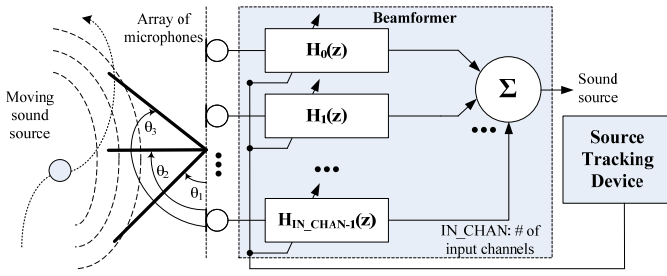 Array of
microphones
Beamformer
Moving
sound
source
θ3
θ2
θ1
H0(z)
H1(z)
HIN_CHAN-1(z)
Σ
Sound
source
Source
Tracking
Device
IN_CHAN: # of
input channels